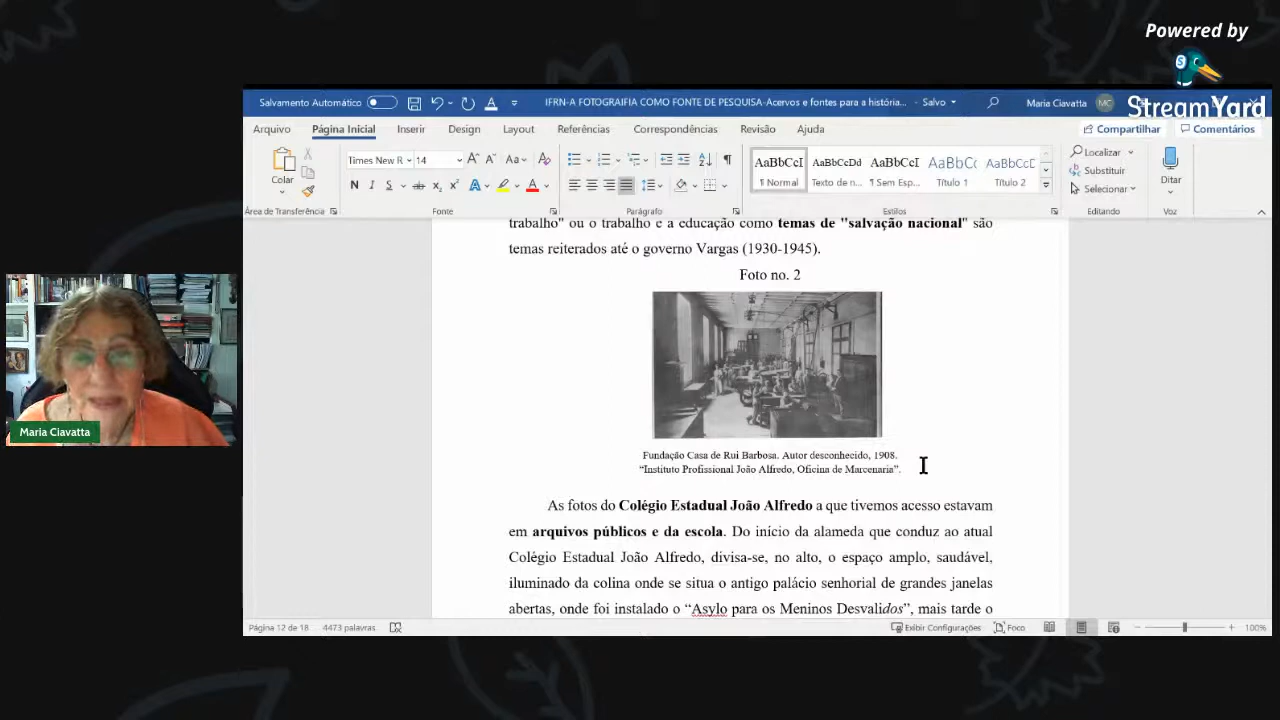 Powered by
StreamYard
Salvamento Automático
IFRN-A FOTOGRAIFIA COMO FONTE DE PESQUISA-Acervos e fontes para a história... - Salvo
Maria Ciavatta
MC
Arquivo Página Inicial Inserir Design Layout Referências Correspondências Revisão Ajuda
Compartilhar Comentários
Colar
Times New R 14
AaBbCcI AaBbCcDd AaBbCcI AaBbCc AaBbCcD
¶ Normal Texto de n... ¶ Sem Esp... Título 1 Título 2
Localizar
Substituir
Selecionar
Ditar
Área de Transferência Fonte Parágrafo Estilos Editando Voz
trabalho" ou o trabalho e a educação como temas de "salvação nacional" são
temas reiterados até o governo Vargas (1930-1945).
Foto no. 2
Fundação Casa de Rui Barbosa. Autor desconhecido, 1908.
“Instituto Profissional João Alfredo, Oficina de Marcenaria”.
As fotos do Colégio Estadual João Alfredo a que tivemos acesso estavam
em arquivos públicos e da escola. Do início da alameda que conduz ao atual
Colégio Estadual João Alfredo, divisa-se, no alto, o espaço amplo, saudável,
iluminado da colina onde se situa o antigo palácio senhorial de grandes janelas
abertas, onde foi instalado o “Asylo para os Meninos Desvalidos”, mais tarde o
Maria Ciavatta
Página 12 de 18 4473 palavras
Exibir Configurações Foco 100%